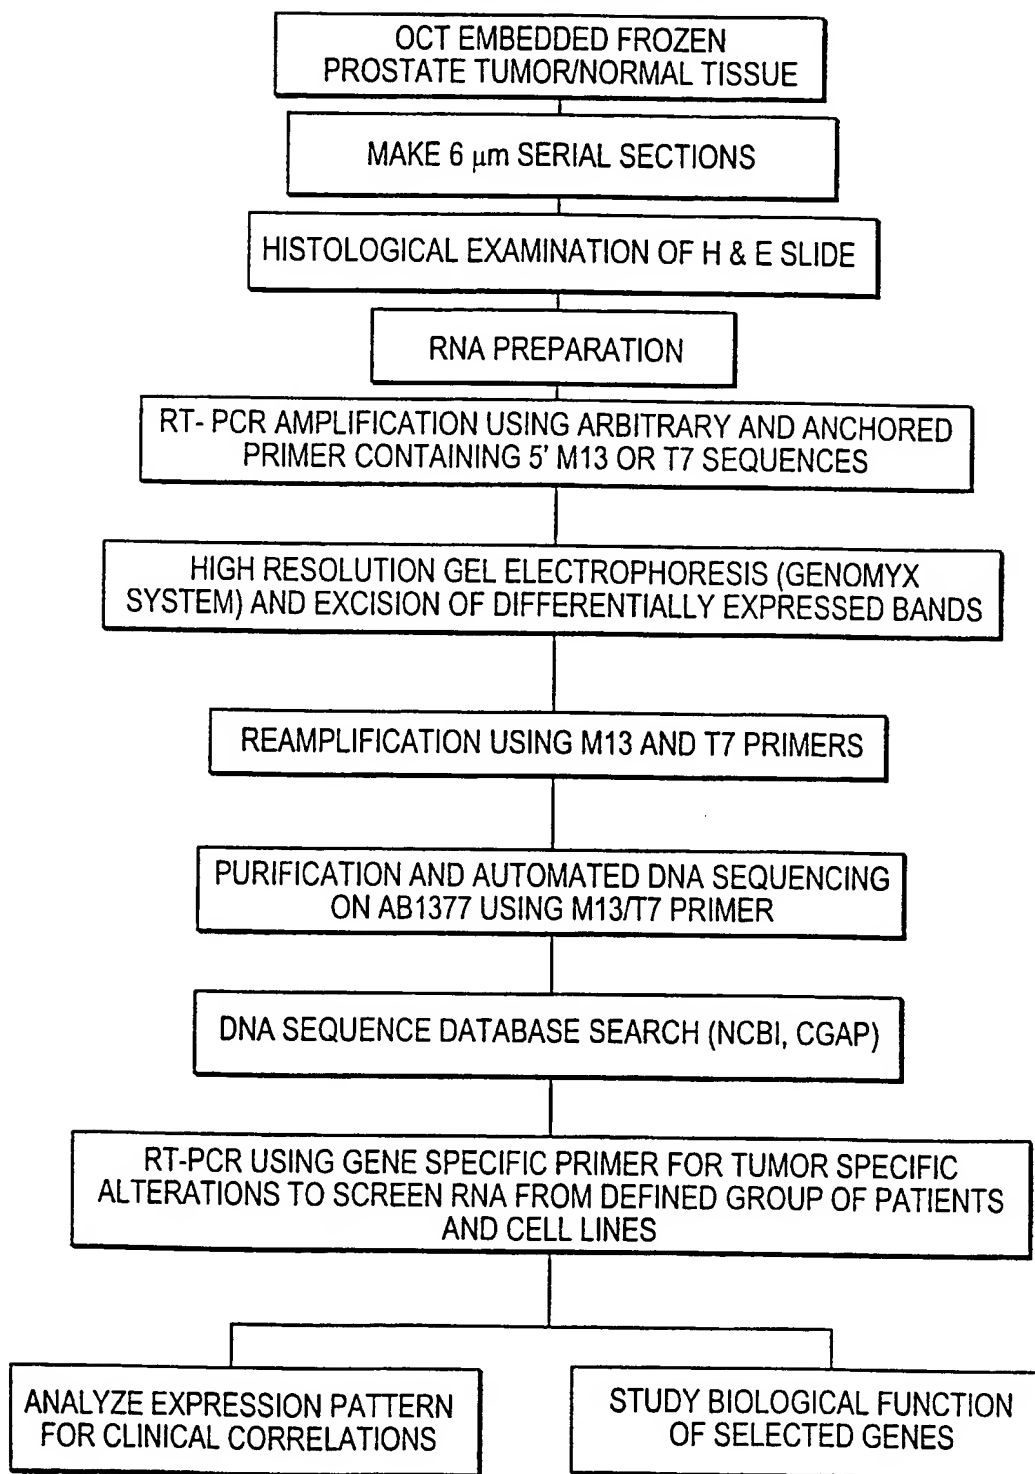 OCT EMBEDDED FROZEN
PROSTATE TUMOR/NORMAL TISSUE
MAKE 6 μm SERIAL SECTIONS
HISTOLOGICAL EXAMINATION OF H & E SLIDE
RNA PREPARATION
RT- PCR AMPLIFICATION USING ARBITRARY AND ANCHORED
PRIMER CONTAINING 5' M13 OR T7 SEQUENCES
HIGH RESOLUTION GEL ELECTROPHORESIS (GENOMYX
SYSTEM) AND EXCISION OF DIFFERENTIALLY EXPRESSED BANDS
REAMPLIFICATION USING M13 AND T7 PRIMERS
PURIFICATION AND AUTOMATED DNA SEQUENCING
ON AB1377 USING M13/T7 PRIMER
DNA SEQUENCE DATABASE SEARCH (NCBI, CGAP)
RT-PCR USING GENE SPECIFIC PRIMER FOR TUMOR SPECIFIC
ALTERATIONS TO SCREEN RNA FROM DEFINED GROUP OF PATIENTS
AND CELL LINES
ANALYZE EXPRESSION PATTERN
FOR CLINICAL CORRELATIONS
STUDY BIOLOGICAL FUNCTION
OF SELECTED GENES